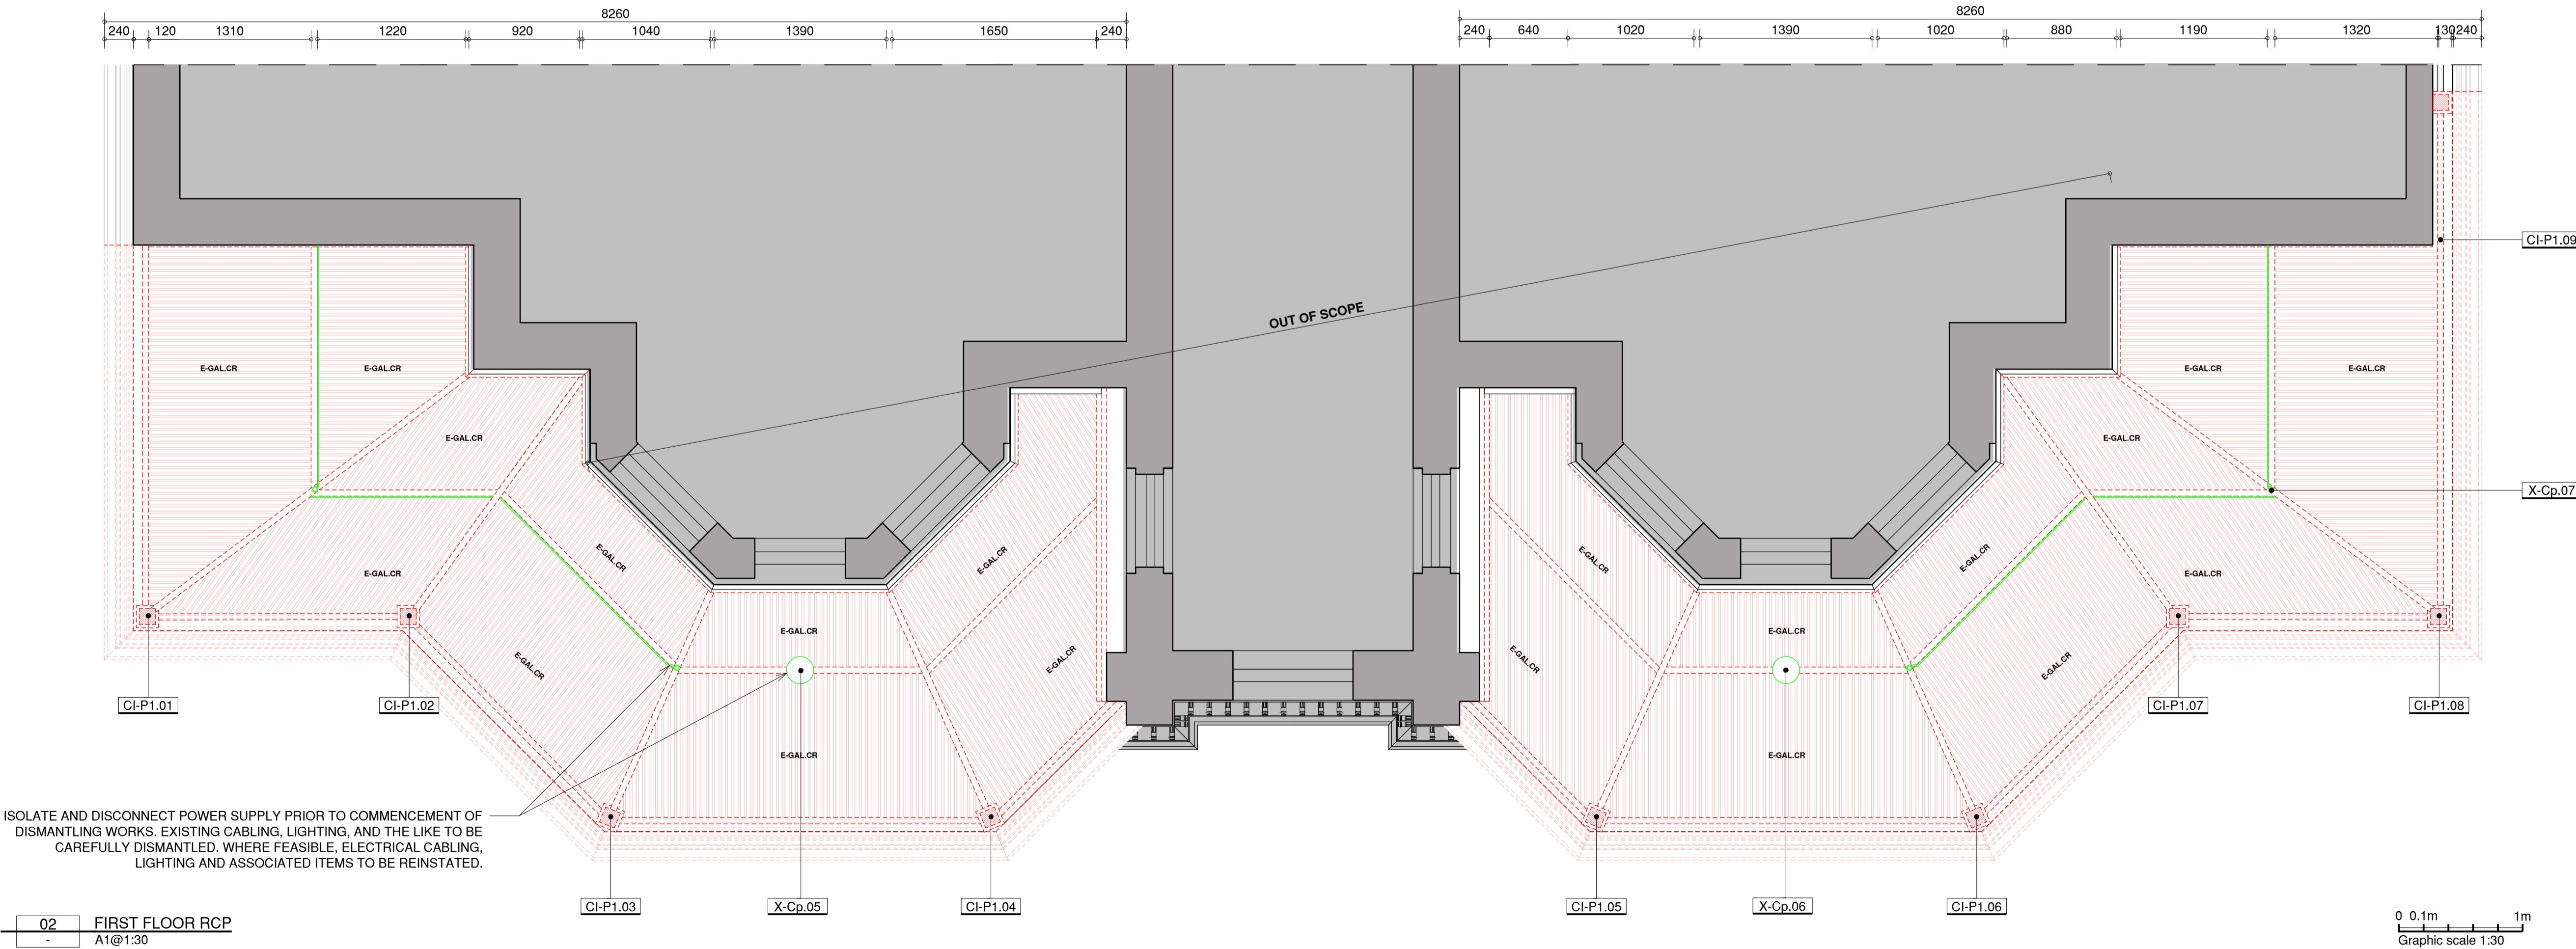 8260
8260
240 120 1310 1220 920 1040 1390 1650 240
240 640 1020 1390 1020 880 1190 1320 130 240
CI-P1.09
OUT OF SCOPE
E-GAL.CR
E-GAL.CR
E-GAL.CR
E-GAL.CR
E-GAL.CR
E-GAL.CR
X-Cp.07
E-GAL.CR
E-GAL.CR
E-GAL.CR
E-GAL.CR
E-GAL.CR
E-GAL.CR
E-GAL.CR
E-GAL.CR
E-GAL.CR
E-GAL.CR
E-GAL.CR
E-GAL.CR
E-GAL.CR
E-GAL.CR
CI-P1.01
CI-P1.02
CI-P1.07
CI-P1.08
ISOLATE AND DISCONNECT POWER SUPPLY PRIOR TO COMMENCEMENT OF
DISMANTLING WORKS. EXISTING CABLING, LIGHTING, AND THE LIKE TO BE
CAREFULLY DISMANTLED. WHERE FEASIBLE, ELECTRICAL CABLING,
LIGHTING AND ASSOCIATED ITEMS TO BE REINSTATED.
CI-P1.03
X-Cp.05
CI-P1.04
CI-P1.05
X-Cp.06
CI-P1.06
02 FIRST FLOOR RCP
- A1@1:30
0 0.1m 1m
Graphic scale 1:30